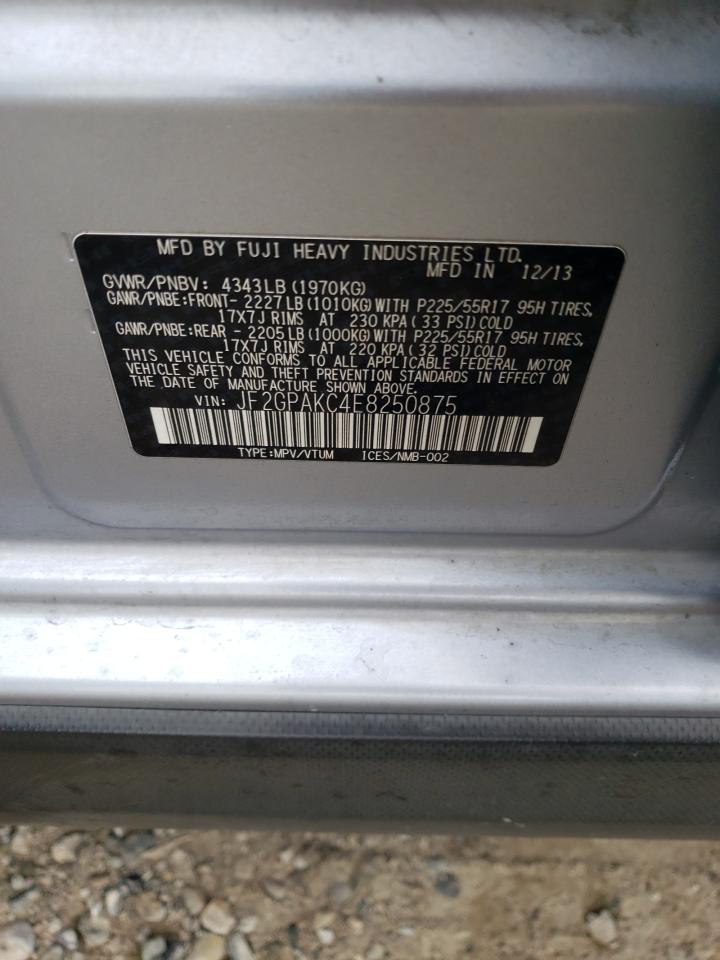 MFD BY FUJI HEAVY INDUSTRIES LTD.
MFD IN 12/13
GVWR/PNBV: 4343LB (1970KG)
GAWR/PNBE:FRONT- 2227LB (1010KG) WITH P225/55R17 95H TIRES,
17X7J RIMS AT 230 KPA (33 PSI) COLD
GAWR/PNBE:REAR - 2205LB (1000KG) WITH P225/55R17 95H TIRES,
17X7J RIMS AT 220 KPA (32 PSI) COLD
THIS VEHICLE CONFORMS TO ALL APPLICABLE FEDERAL MOTOR
VEHICLE SAFETY AND THEFT PREVENTION STANDARDS IN EFFECT ON
THE DATE OF MANUFACTURE SHOWN ABOVE.
VIN: JF2GPAKC4E8250875
TYPE:MPV/VTUM ICES/NMB-002